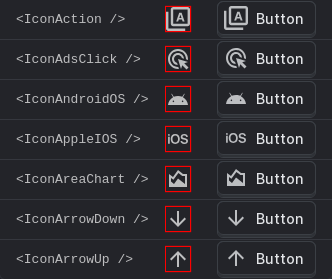 <IconAction /> A A Button
<IconAdsClick /> Button
<IconAndroidOS /> Button
<IconAppleIOS /> iOS iOS Button
<IconAreaChart /> Button
<IconArrowDown /> Button
<IconArrowUp /> Button